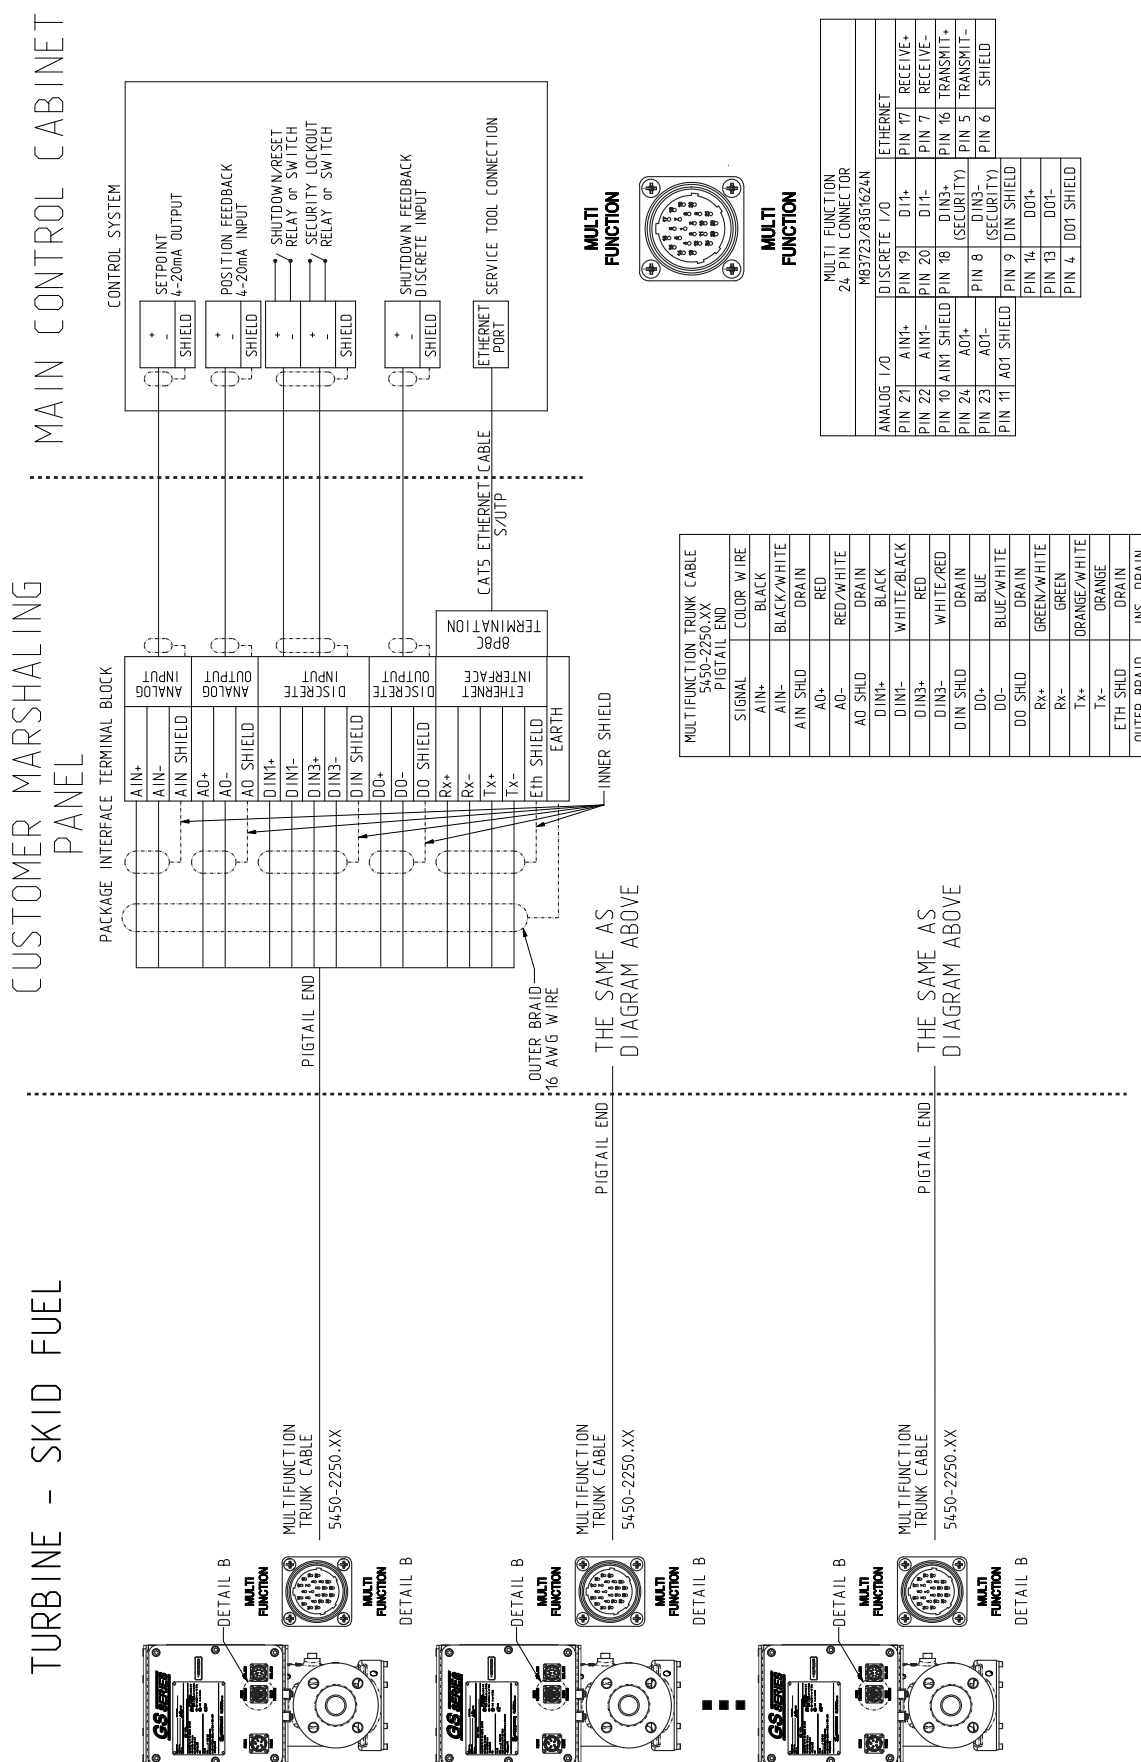 TURBINE - SKID FUEL
CUSTOMER MARSHALING
PANEL
MAIN CONTROL CABINET
GS SERIES
DETAIL B
MULTI
FUNCTION
MULTI
FUNCTION
DETAIL B
MULTIFUNCTION
TRUNK CABLE
5450-2250.XX
PIGTAIL END
PACKAGE INTERFACE TERMINAL BLOCK
AIN+
AIN-
AIN SHIELD
AO+
AO-
AO SHIELD
DIN1+
DIN1-
DIN3+
DIN3-
DIN SHIELD
DO+
DO-
DO SHIELD
Rx+
Rx-
Tx+
Tx-
Eth SHIELD
EARTH
ANALOG
INPUT
ANALOG
OUTPUT
DISCRETE
INPUT
DISCRETE
OUTPUT
ETHERNET
INTERFACE
8P8C
TERMINATION
INNER SHIELD
OUTER BRAID
16 AWG WIRE
CAT5 ETHERNET CABLE
S/UTP
CONTROL SYSTEM
+
-
SHIELD
SETPOINT
4-20mA OUTPUT
+
-
SHIELD
POSITION FEEDBACK
4-20mA INPUT
+
-
SHUTDOWN/RESET
RELAY or SWITCH
+
-
SHIELD
SECURITY LOCKOUT
RELAY or SWITCH
+
-
SHIELD
SHUTDOWN FEEDBACK
DISCRETE INPUT
ETHERNET
PORT
SERVICE TOOL CONNECTION
GS SERIES
DETAIL B
MULTI
FUNCTION
MULTI
FUNCTION
DETAIL B
MULTIFUNCTION
TRUNK CABLE
5450-2250.XX
PIGTAIL END
THE SAME AS
DIAGRAM ABOVE
GS SERIES
DETAIL B
MULTI
FUNCTION
MULTI
FUNCTION
DETAIL B
MULTIFUNCTION
TRUNK CABLE
5450-2250.XX
PIGTAIL END
THE SAME AS
DIAGRAM ABOVE
MULTI
FUNCTION
MULTI
FUNCTION
MULTIFUNCTION TRUNK CABLE
5450-2250.XX
PIGTAIL END
SIGNAL COLOR WIRE
AIN+ BLACK
AIN- BLACK/WHITE
AIN SHLD DRAIN
AO+ RED
AO- RED/WHITE
AO SHLD DRAIN
DIN1+ BLACK
DIN1- WHITE/BLACK
DIN3+ RED
DIN3- WHITE/RED
DIN SHLD DRAIN
DO+ BLUE
DO- BLUE/WHITE
DO SHLD DRAIN
Rx+ GREEN/WHITE
Rx- GREEN
Tx+ ORANGE/WHITE
Tx- ORANGE
ETH SHLD DRAIN
OUTER BRAID INS. DRAIN
MULTI FUNCTION
24 PIN CONNECTOR
M83723/83G1624N
ANALOG I/O DISCRETE I/O ETHERNET
PIN 21 AIN1+ PIN 19 DI1+ PIN 17 RECEIVE+
PIN 22 AIN1- PIN 20 DI1- PIN 7 RECEIVE-
PIN 10 AIN1 SHIELD PIN 18 DIN3+ (SECURITY) PIN 16 TRANSMIT+
PIN 24 AO1+ PIN 5 TRANSMIT-
PIN 23 AO1- PIN 8 DIN3- (SECURITY) PIN 6 SHIELD
PIN 11 AO1 SHIELD PIN 9 DIN SHIELD
PIN 14 DO1+
PIN 13 DO1-
PIN 4 DO1 SHIELD